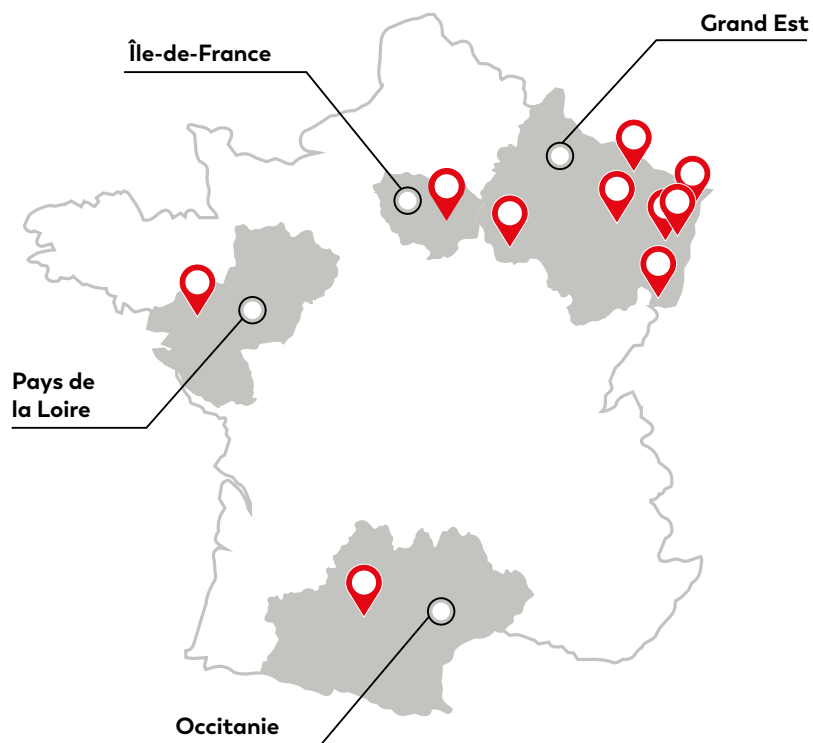 Grand Est
Île-de-France
Pays de
la Loire
Occitanie